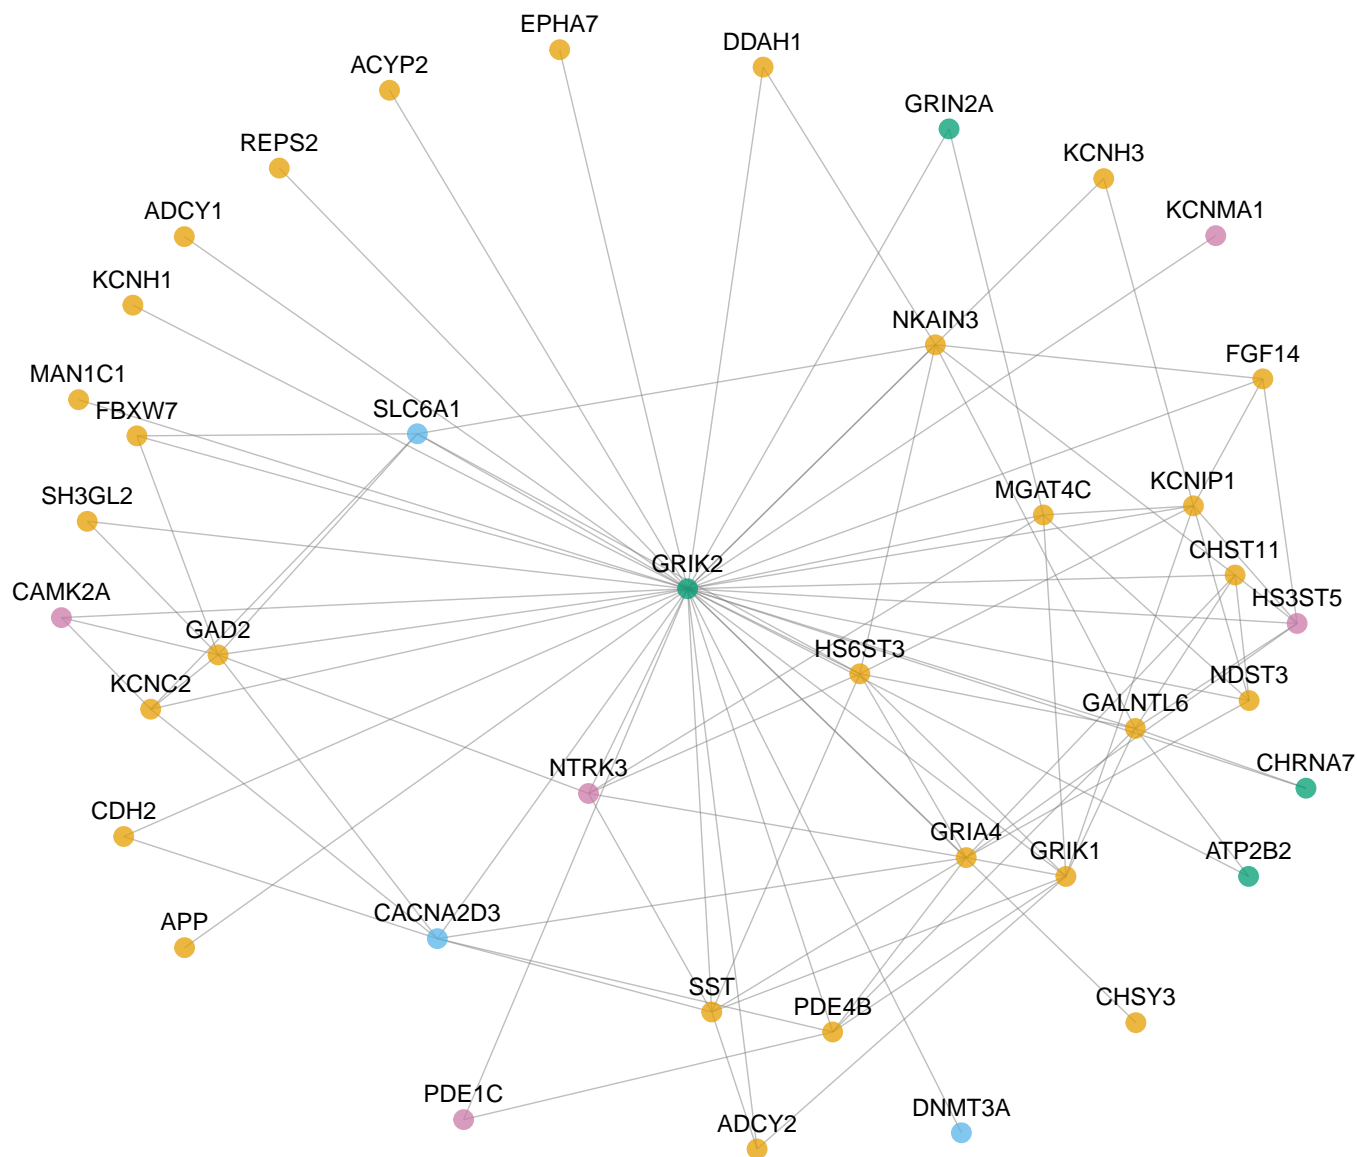 EPHA7
DDAH1
ACYP2
GRIN2A
REPS2
KCNH3
ADCY1
KCNMA1
KCNH1
NKAIN3
FGF14
MAN1C1
FBXW7
SLC6A1
SH3GL2
MGAT4C
KCNIP1
GRIK2
CHST11
CAMK2A
HS3ST5
GAD2
HS6ST3
NDST3
KCNC2
GALNTL6
NTRK3
CHRNA7
CDH2
GRIA4
GRIK1
ATP2B2
APP
CACNA2D3
SST
PDE4B
CHSY3
PDE1C
ADCY2
DNMT3A